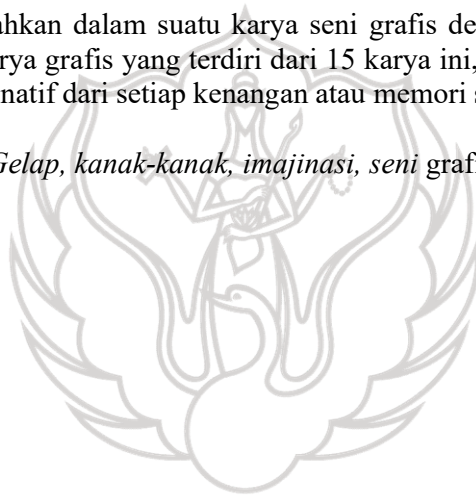 ahkan dalam suatu karya seni grafis de
rya grafis yang terdiri dari 15 karya ini,
natif dari setiap kenangan atau memori s
Gelap, kanak-kanak, imajinasi, seni grafi